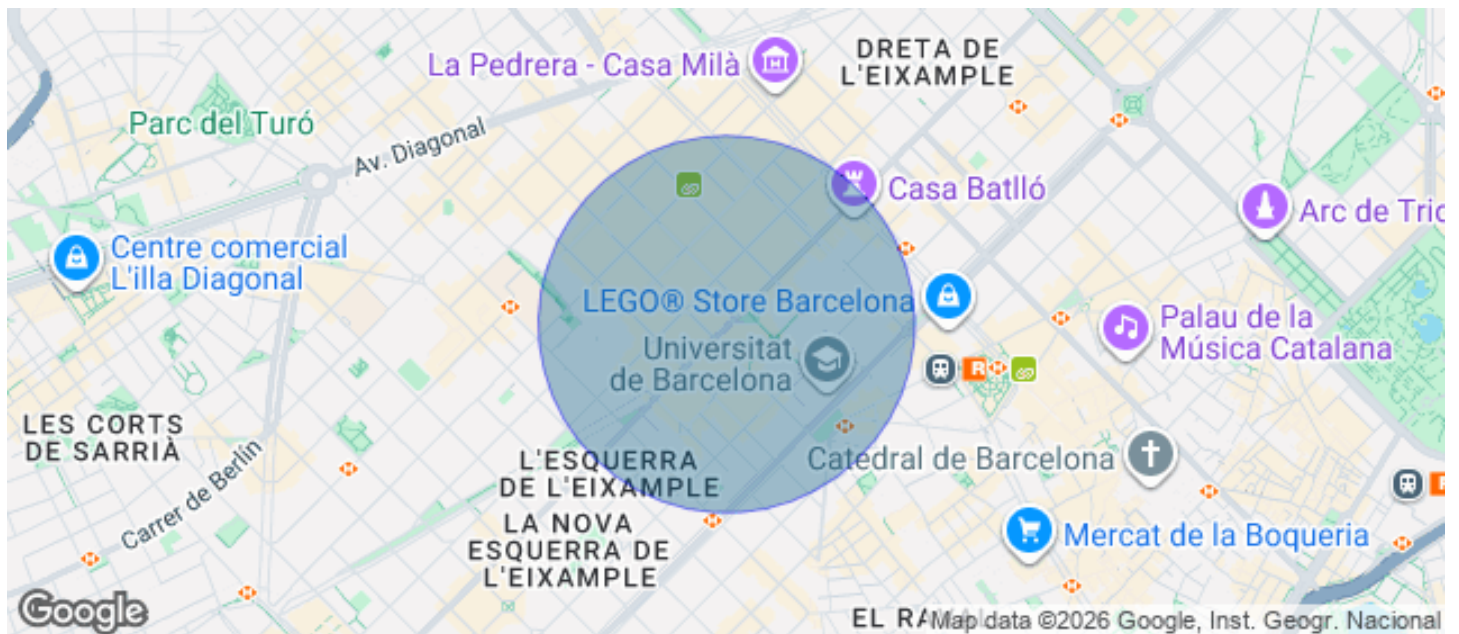 La Pedrera - Casa Milà
DRETA DE
L'EIXAMPLE
Parc del Turó
Av. Diagonal
Casa Batlló
Arc de Tri
Centre comercial
L'illa Diagonal
LEGO® Store Barcelona
Palau de la
Música Catalana
Universitat
de Barcelona
R
LES CORTS
DE SARRIÀ
Carrer de Berlin
L'ESQUERRA
DE L'EIXAMPLE
Catedral de Barcelona
LA NOVA
ESQUERRA DE
L'EIXAMPLE
Mercat de la Boqueria
Google
EL
Map data ©2026 Google, Inst. Geogr. Nacional